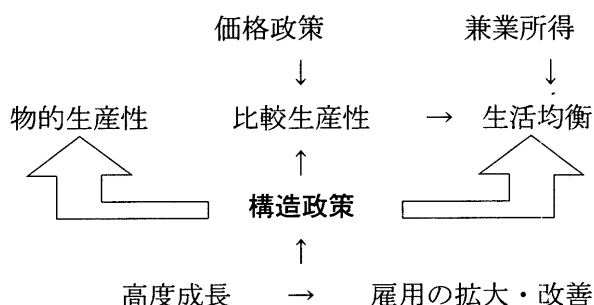 価格政策 兼業所得
↓ ↓
物的生産性 比較生産性 → 生活均衡
↑
構造政策
↑
高度成長 → 雇用の拡大・改善